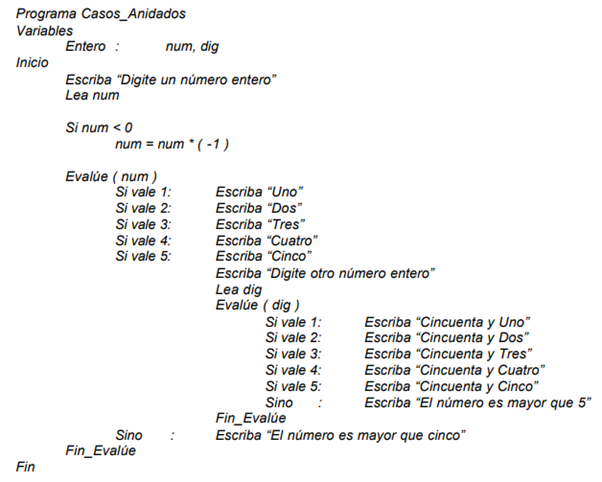 Programa Casos_Anidados
Variables
Entero : num, dig
Inicio
Escriba “Digite un número entero”
Lea num
Si num < 0
num = num * ( -1 )
Evalúe ( num )
Si vale 1: Escriba “Uno”
Si vale 2: Escriba “Dos”
Si vale 3: Escriba “Tres”
Si vale 4: Escriba “Cuatro”
Si vale 5: Escriba “Cinco”
Escriba “Digite otro número entero”
Lea dig
Evalúe ( dig )
Si vale 1: Escriba “Cincuenta y Uno”
Si vale 2: Escriba “Cincuenta y Dos”
Si vale 3: Escriba “Cincuenta y Tres”
Si vale 4: Escriba “Cincuenta y Cuatro”
Si vale 5: Escriba “Cincuenta y Cinco”
Sino : Escriba “El número es mayor que 5”
Fin_Evalúe
Sino : Escriba “El número es mayor que cinco”
Fin_Evalúe
Fin